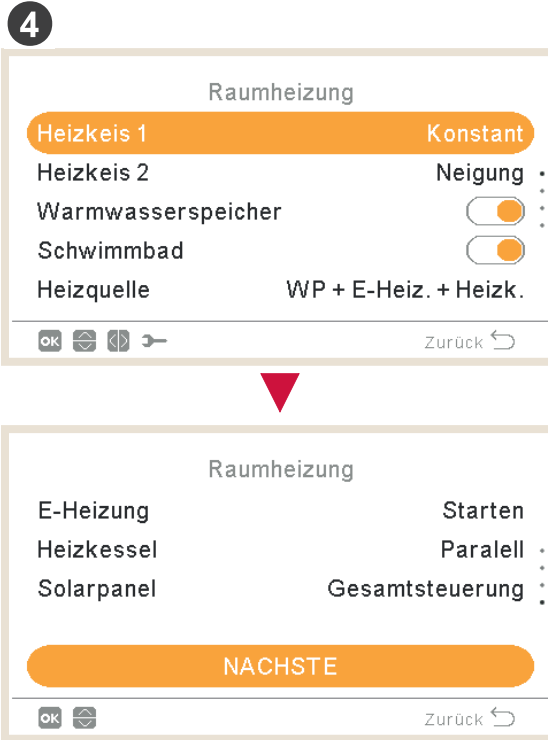 4
Raumheizung
Heizkeis 1 Konstant
Heizkeis 2 Neigung
Warmwasserspeicher
Schwimmbad
Heizquelle WP + E-Heiz. + Heizk.
OK Zurück
Raumheizung
E-Heizung Starten
Heizkessel Paralell
Solarpanel Gesamtsteuerung
NACHSTE
OK Zurück